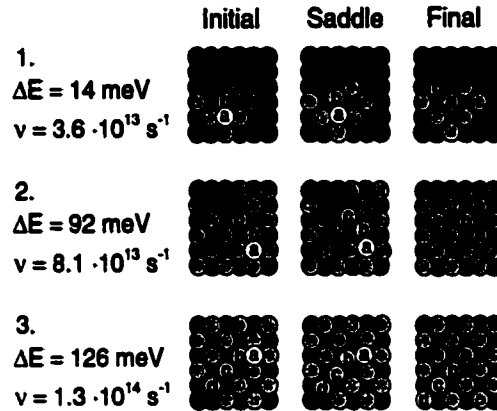 Initial Saddle Final
1.
ΔE = 14 meV
ν = 3.6 ·10¹³ s⁻¹
2.
ΔE = 92 meV
ν = 8.1 ·10¹³ s⁻¹
3.
ΔE = 126 meV
ν = 1.3 ·10¹⁴ s⁻¹